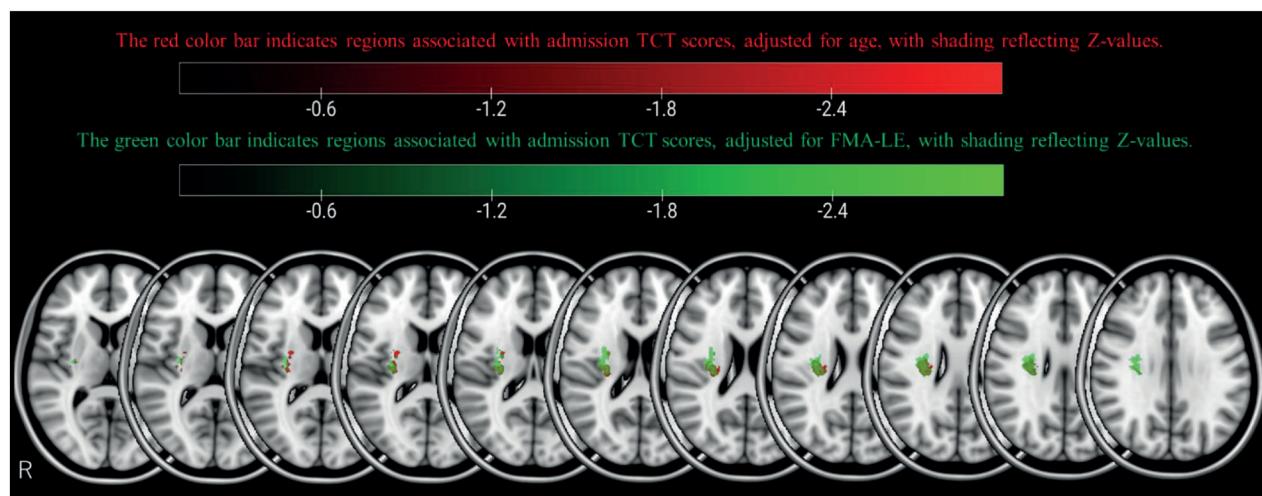 The red color bar indicates regions associated with admission TCT scores, adjusted for age, with shading reflecting Z-values.
-0.6 -1.2 -1.8 -2.4
The green color bar indicates regions associated with admission TCT scores, adjusted for FMA-LE, with shading reflecting Z-values.
-0.6 -1.2 -1.8 -2.4
R